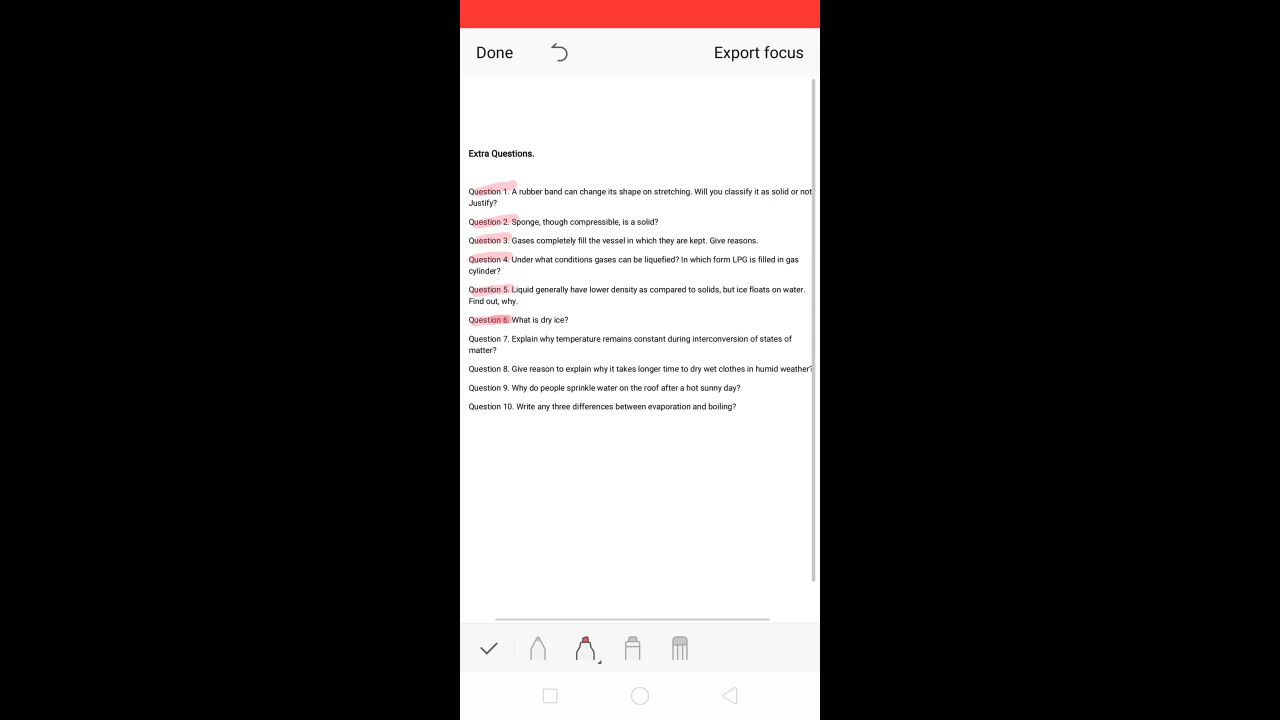 Done
Export focus
Extra Questions.
Question 1. A rubber band can change its shape on stretching. Will you classify it as solid or not
Justify?
Question 2. Sponge, though compressible, is a solid?
Question 3. Gases completely fill the vessel in which they are kept. Give reasons.
Question 4. Under what conditions gases can be liquefied? In which form LPG is filled in gas
cylinder?
Question 5. Liquid generally have lower density as compared to solids, but ice floats on water.
Find out, why.
Question 6. What is dry ice?
Question 7. Explain why temperature remains constant during interconversion of states of
matter?
Question 8. Give reason to explain why it takes longer time to dry wet clothes in humid weather?
Question 9. Why do people sprinkle water on the roof after a hot sunny day?
Question 10. Write any three differences between evaporation and boiling?